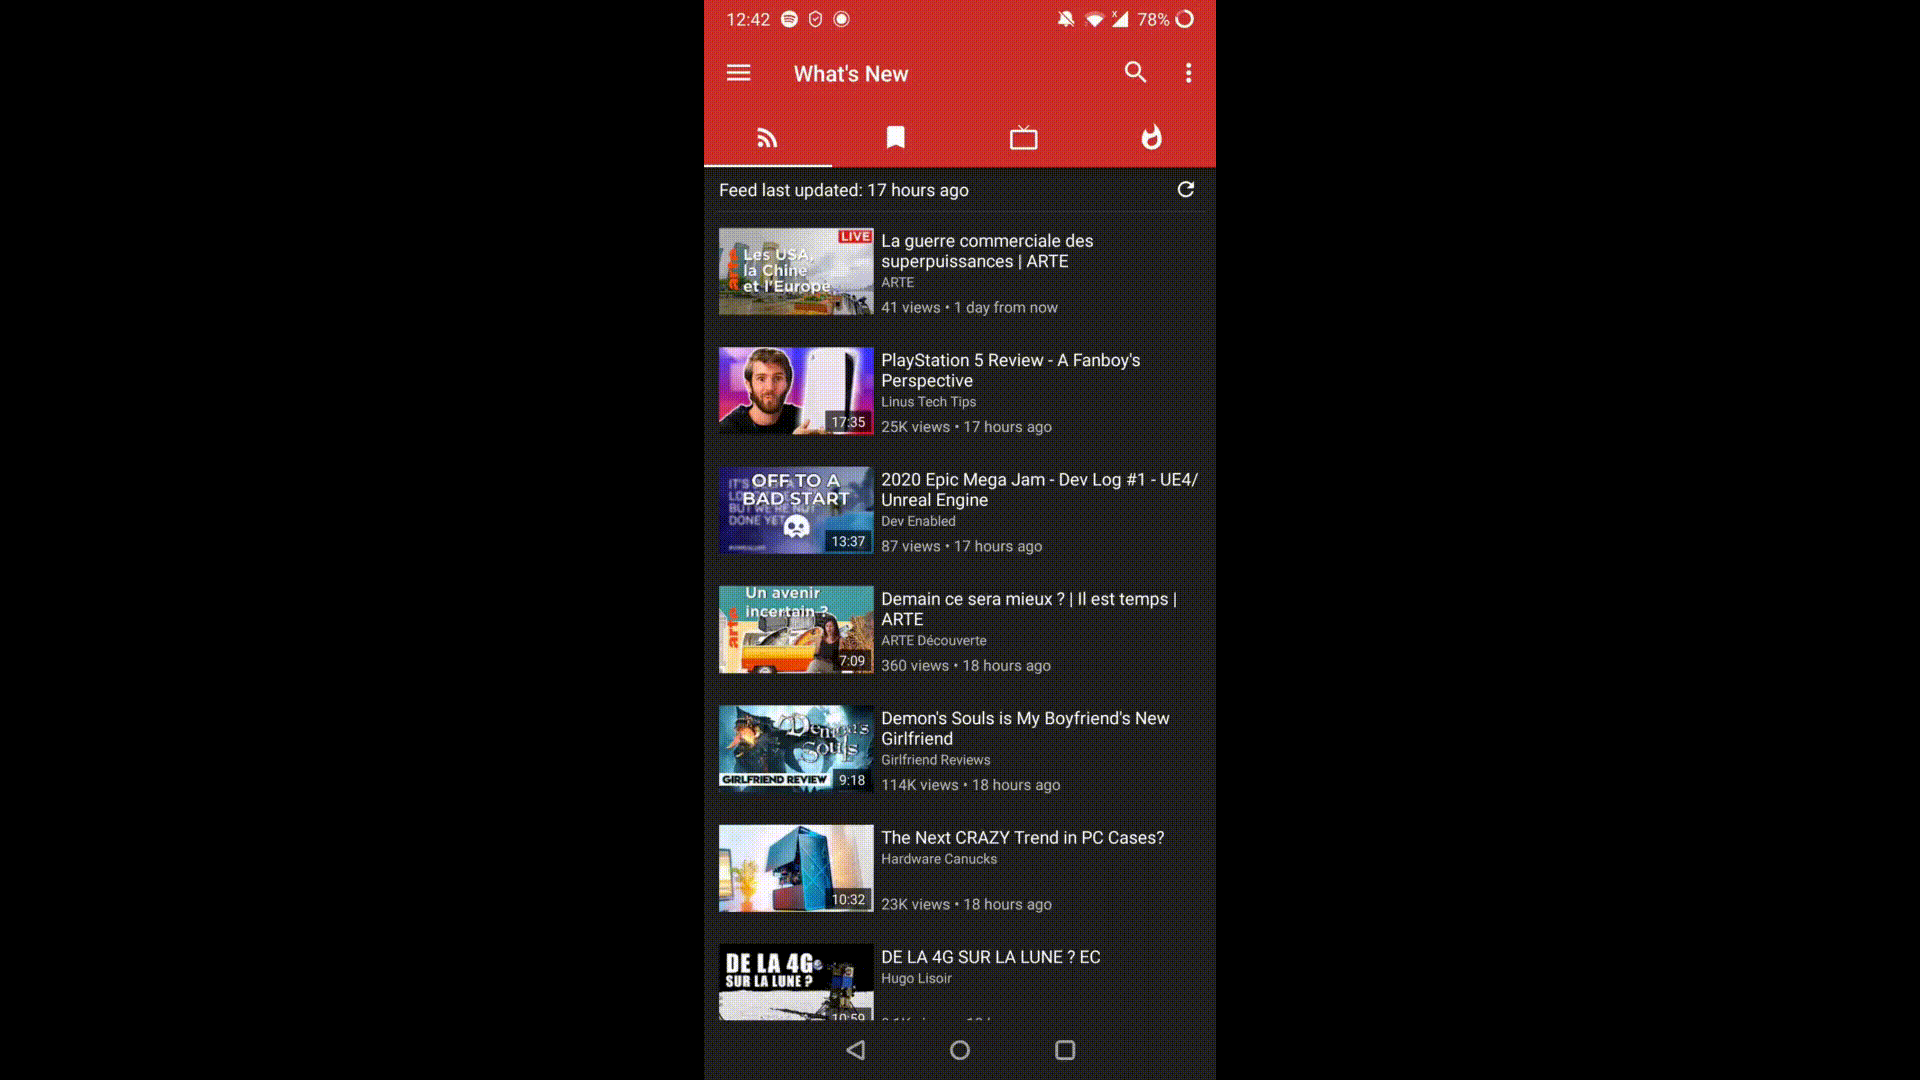 12:42
78%
What's New
Feed last updated: 17 hours ago
LIVE
Les USA,
la Chine
et l'Europe
arte
La guerre commerciale des
superpuissances | ARTE
ARTE
41 views • 1 day from now
17:35
PlayStation 5 Review - A Fanboy's
Perspective
Linus Tech Tips
25K views • 17 hours ago
OFF TO A
BAD START
IT'S
BUT WE'RE NOT
DONE YET
13:37
2020 Epic Mega Jam - Dev Log #1 - UE4/
Unreal Engine
Dev Enabled
87 views • 17 hours ago
Un avenir
incertain ?
arte
7:09
Demain ce sera mieux ? | Il est temps |
ARTE
ARTE Découverte
360 views • 18 hours ago
Demon's
Souls
GIRLFRIEND REVIEW
9:18
Demon's Souls is My Boyfriend's New
Girlfriend
Girlfriend Reviews
114K views • 18 hours ago
10:32
The Next CRAZY Trend in PC Cases?
Hardware Canucks
23K views • 18 hours ago
DE LA 4G
SUR LA LUNE ?
10:59
DE LA 4G SUR LA LUNE ? EC
Hugo Lisoir